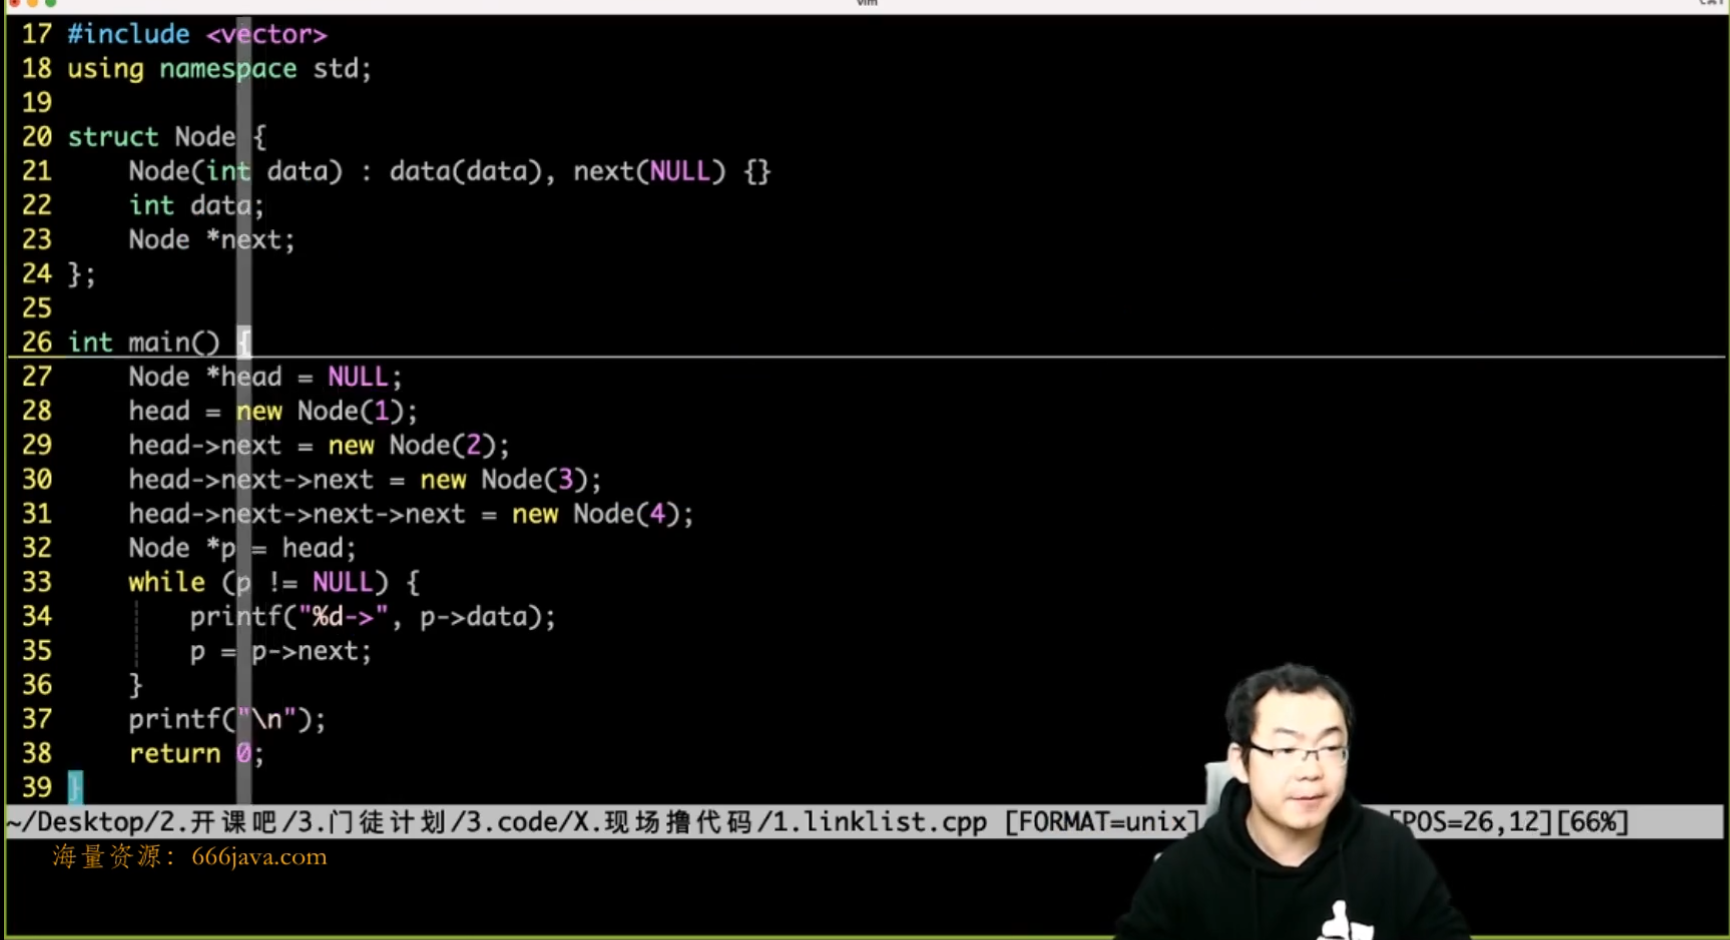 vim
17 #include <vector>
18 using namespace std;
19
20 struct Node {
21     Node(int data) : data(data), next(NULL) {}
22     int data;
23     Node *next;
24 };
25
26 int main() {
27     Node *head = NULL;
28     head = new Node(1);
29     head->next = new Node(2);
30     head->next->next = new Node(3);
31     head->next->next->next = new Node(4);
32     Node *p = head;
33     while (p != NULL) {
34         printf("%d->", p->data);
35         p = p->next;
36     }
37     printf("\n");
38     return 0;
39 }
~/Desktop/2.开课吧/3.门徒计划/3.code/X.现场撸代码/1.linklist.cpp [FORMAT=unix] [POS=26,12][66%]
海量资源：666java.com